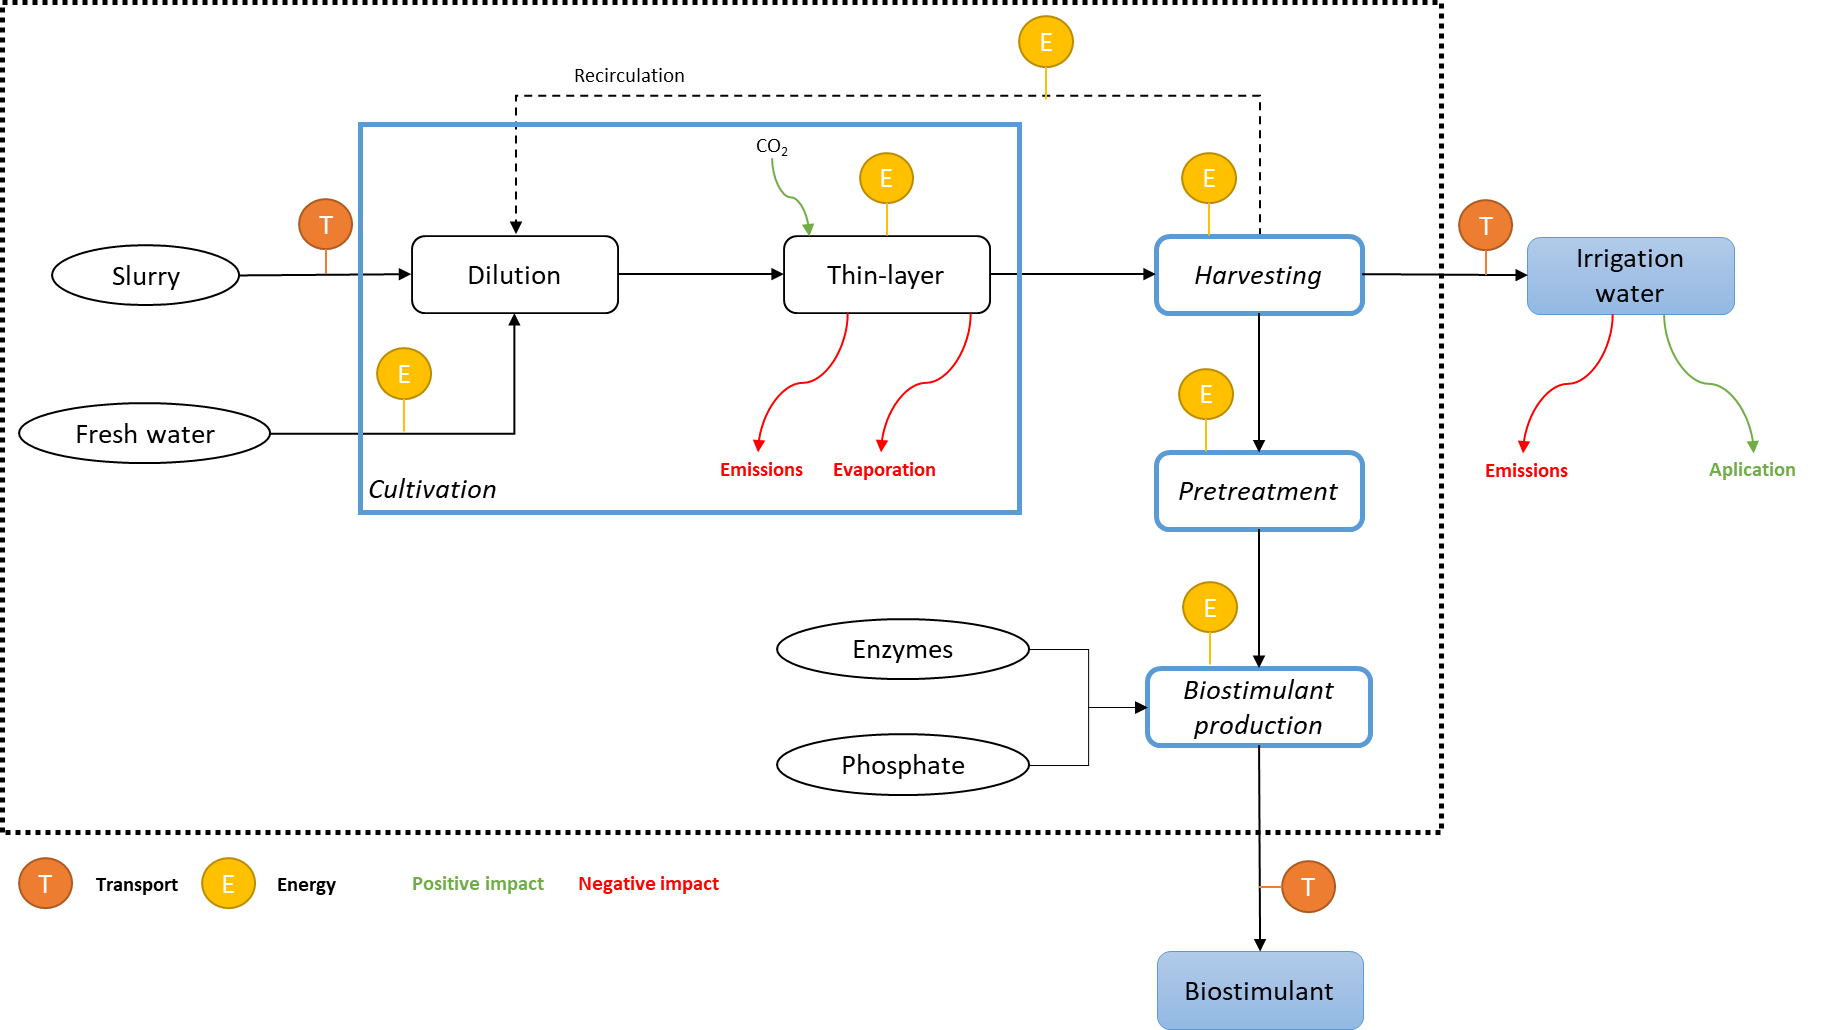 E
Recirculation
CO2
E
E
T
T
Slurry
Dilution
Thin-layer
Harvesting
Irrigation
water
E
E
Fresh water
Emissions
Evaporation
Emissions
Aplication
Cultivation
Pretreatment
E
Enzymes
Biostimulant
production
Phosphate
T
Transport
E
Energy
Positive impact
Negative impact
T
Biostimulant